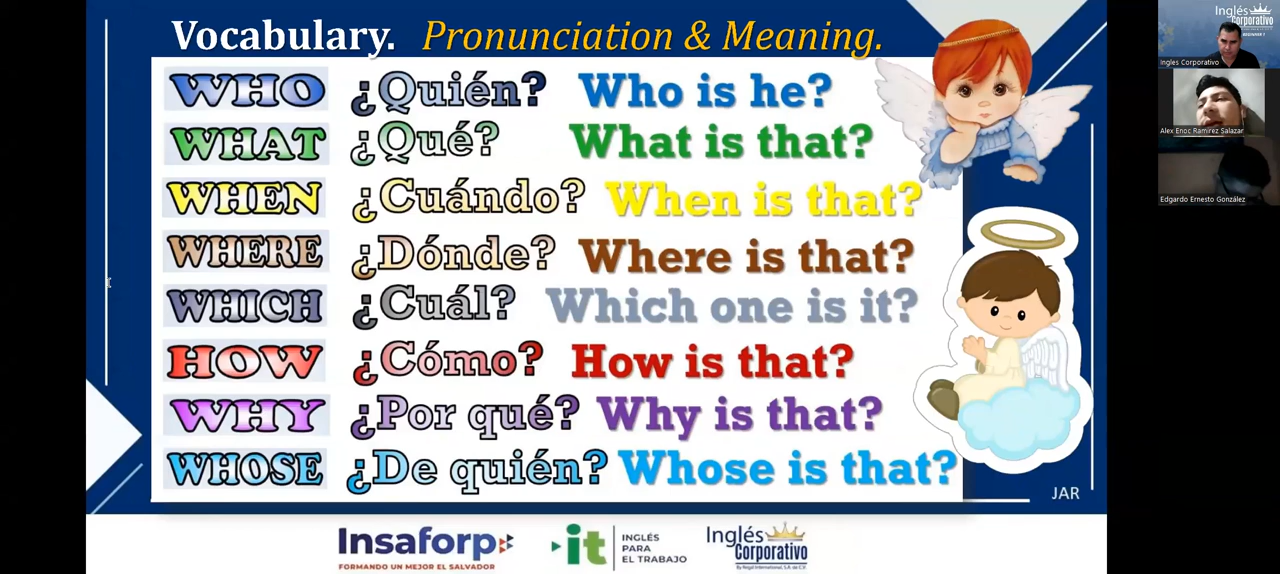 Vocabulary. Pronunciation & Meaning.
WHO ¿Quién? Who is he?
WHAT ¿Qué? What is that?
WHEN ¿Cuándo? When is that?
WHERE ¿Dónde? Where is that?
WHICH ¿Cuál? Which one is it?
HOW ¿Cómo? How is that?
WHY ¿Por qué? Why is that?
WHOSE ¿De quién? Whose is that?
JAR
Insaforp
FORMANDO UN MEJOR EL SALVADOR
it
INGLÉS
PARA
EL TRABAJO
Inglés
Corporativo
Inglés
Corporativo
Ingles Corporativo
Alex Enoc Ramirez Salazar
Edgardo Ernesto González